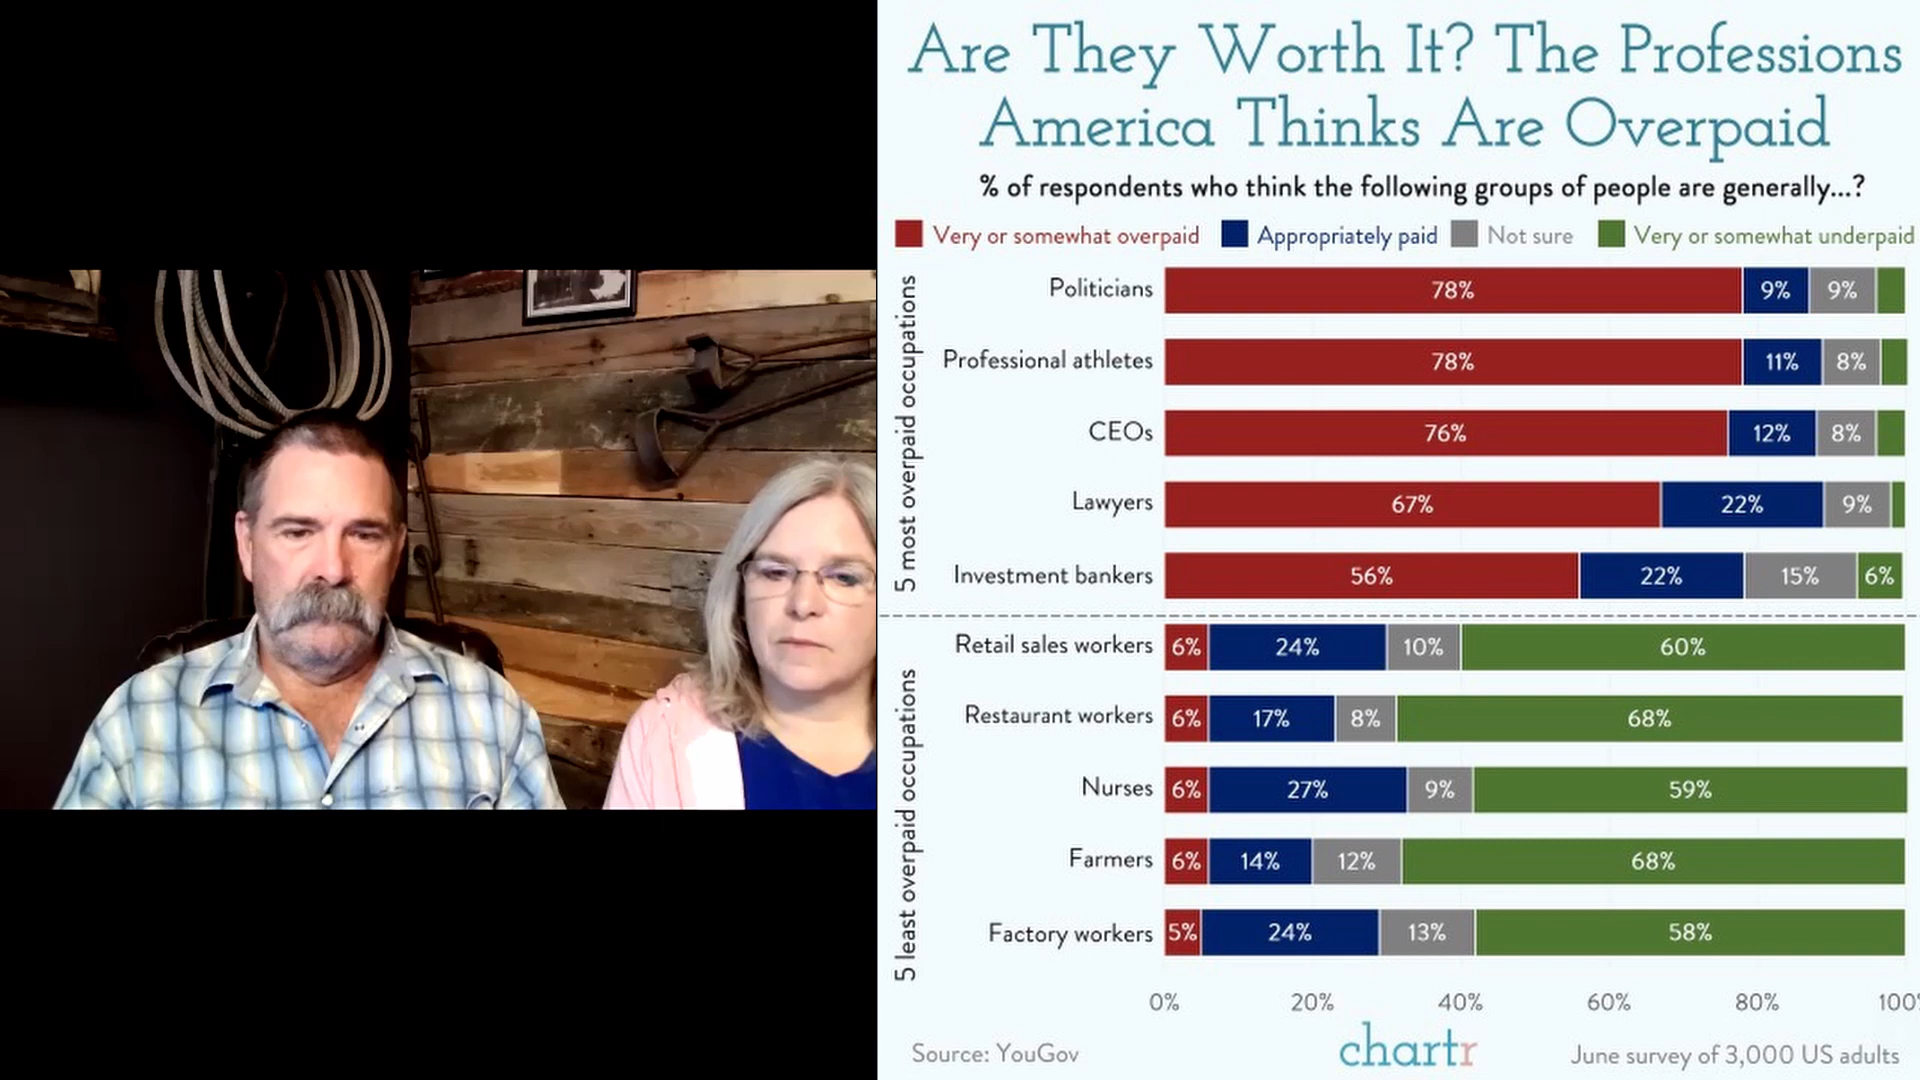 Are They Worth It? The Professions
America Thinks Are Overpaid
% of respondents who think the following groups of people are generally...?
Very or somewhat overpaid Appropriately paid Not sure Very or somewhat underpaid
5 most overpaid occupations
Politicians 78% 9% 9%
Professional athletes 78% 11% 8%
CEOs 76% 12% 8%
Lawyers 67% 22% 9%
Investment bankers 56% 22% 15% 6%
5 least overpaid occupations
Retail sales workers 6% 24% 10% 60%
Restaurant workers 6% 17% 8% 68%
Nurses 6% 27% 9% 59%
Farmers 6% 14% 12% 68%
Factory workers 5% 24% 13% 58%
0% 20% 40% 60% 80% 100%
Source: YouGov chartr June survey of 3,000 US adults